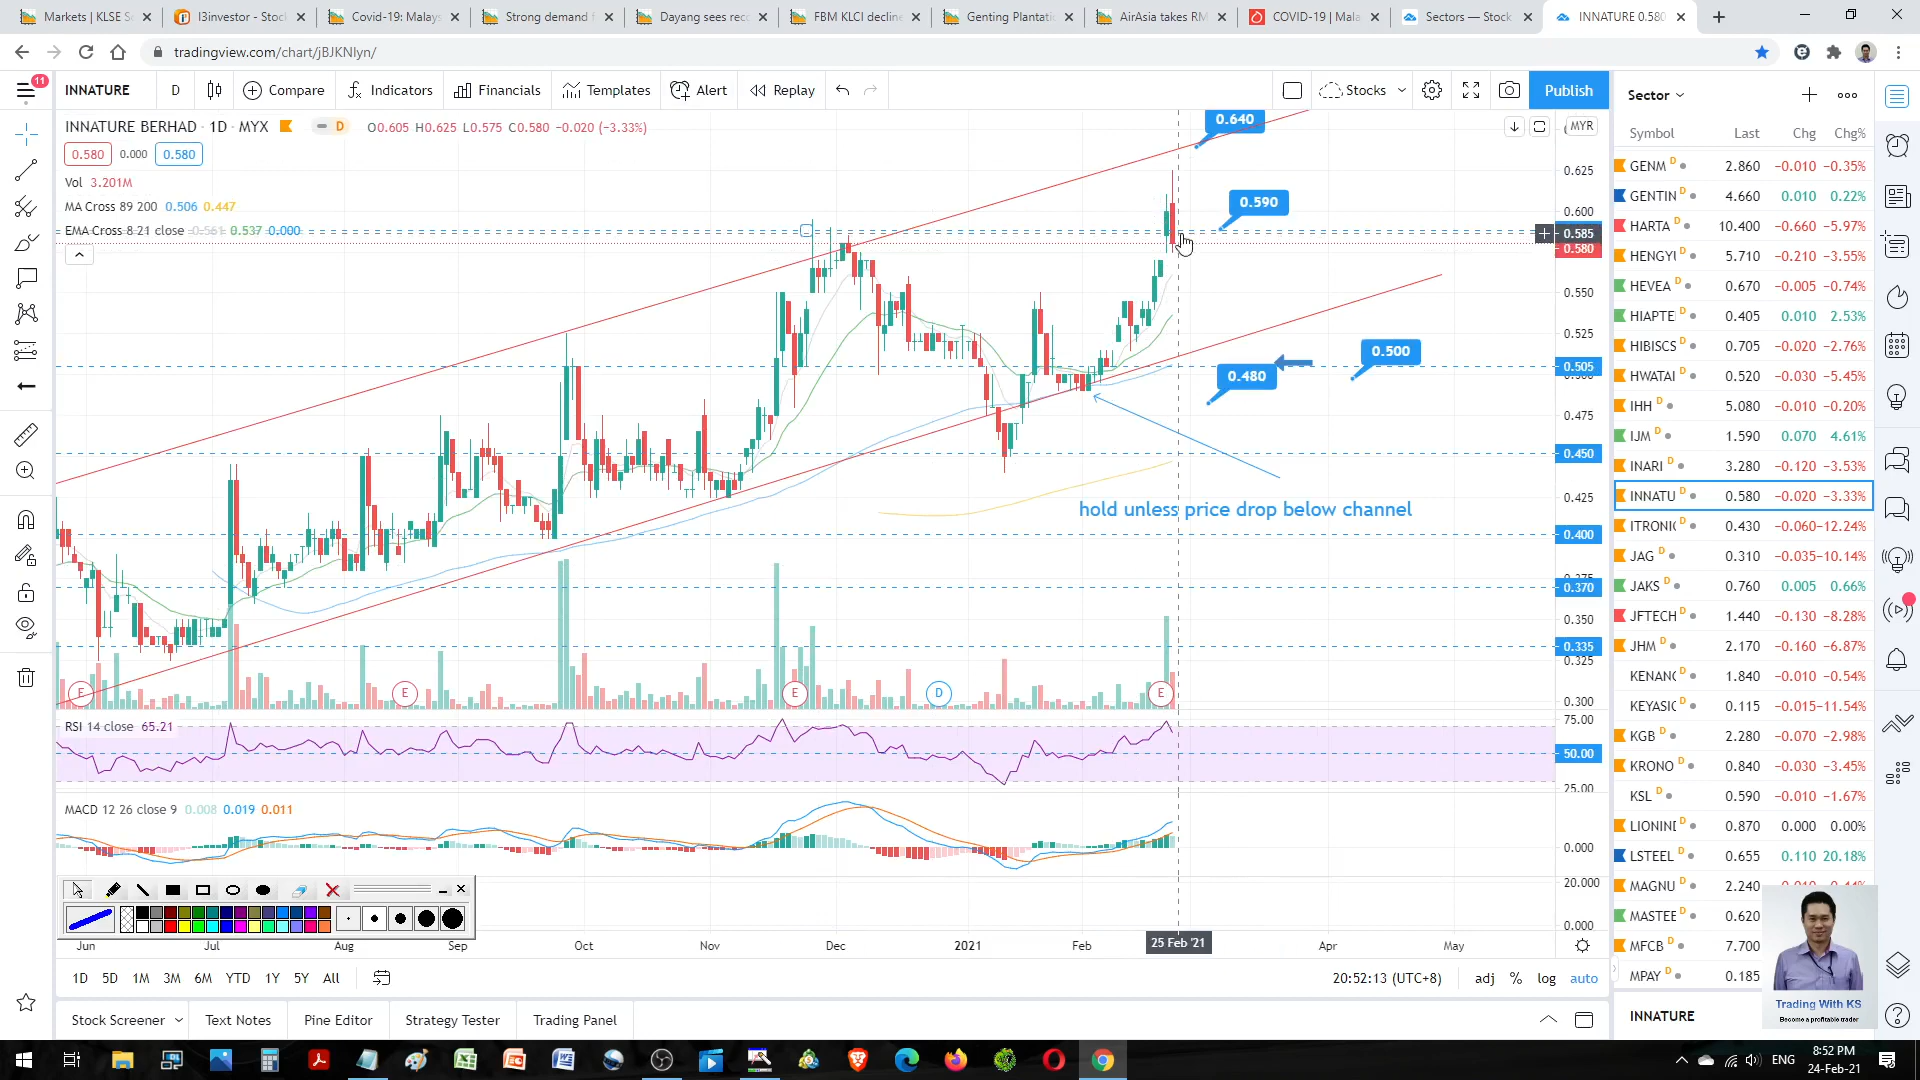 Markets | KLSE S
I3investor - Stock
Covid-19: Malays
Strong demand f
Dayang sees reco
FBM KLCI decline
Genting Plantatio
AirAsia takes RM
COVID-19 | Mala
Sectors — Stock
INNATURE 0.580
tradingview.com/chart/jBJKNlyn/
11
INNATURE D Compare Indicators Financials Templates Alert Replay Stocks Publish
INNATURE BERHAD · 1D · MYX D O0.605 H0.625 L0.575 C0.580 −0.020 (−3.33%)
0.580 0.000 0.580
Vol 3.201M
MA Cross 89 200 0.506 0.447
EMA Cross 8 21 close 0.561 0.537 0.000
0.640
0.590
0.500
0.480
hold unless price drop below channel
MYR
0.625
0.600
0.585
0.580
0.550
0.525
0.505
0.475
0.450
0.425
0.400
0.370
0.350
0.335
0.325
0.300
E E E D E
RSI 14 close 65.21
75.00
50.00
25.00
MACD 12 26 close 9 0.008 0.019 0.011
0.000
20.000
0.000
Jun Jul Aug Sep Oct Nov Dec 2021 Feb 25 Feb '21 Apr May
1D 5D 1M 3M 6M YTD 1Y 5Y All
20:52:13 (UTC+8) adj % log auto
Stock Screener Text Notes Pine Editor Strategy Tester Trading Panel
Sector
Symbol Last Chg Chg%
GENM D 2.860 −0.010 −0.35%
GENTIN D 4.660 0.010 0.22%
HARTA D 10.400 −0.660 −5.97%
HENGYU D 5.710 −0.210 −3.55%
HEVEA D 0.670 −0.005 −0.74%
HIAPTE D 0.405 0.010 2.53%
HIBISCS D 0.705 −0.020 −2.76%
HWATAI D 0.520 −0.030 −5.45%
IHH D 5.080 −0.010 −0.20%
IJM D 1.590 0.070 4.61%
INARI D 3.280 −0.120 −3.53%
INNATU D 0.580 −0.020 −3.33%
ITRONI D 0.430 −0.060 −12.24%
JAG D 0.310 −0.035 −10.14%
JAKS D 0.760 0.005 0.66%
JFTECH D 1.440 −0.130 −8.28%
JHM D 2.170 −0.160 −6.87%
KENANG D 1.840 −0.010 −0.54%
KEYASIC D 0.115 −0.015 −11.54%
KGB D 2.280 −0.070 −2.98%
KRONO D 0.840 −0.030 −3.45%
KSL D 0.590 −0.010 −1.67%
LIONIND D 0.870 0.000 0.00%
LSTEEL D 0.655 0.110 20.18%
MAGNU D 2.240
MASTEE D 0.620
MFCB D 7.700
MPAY D 0.185
INNATURE
Trading With KS
Become a profitable trader
ENG
8:52 PM
24-Feb-21